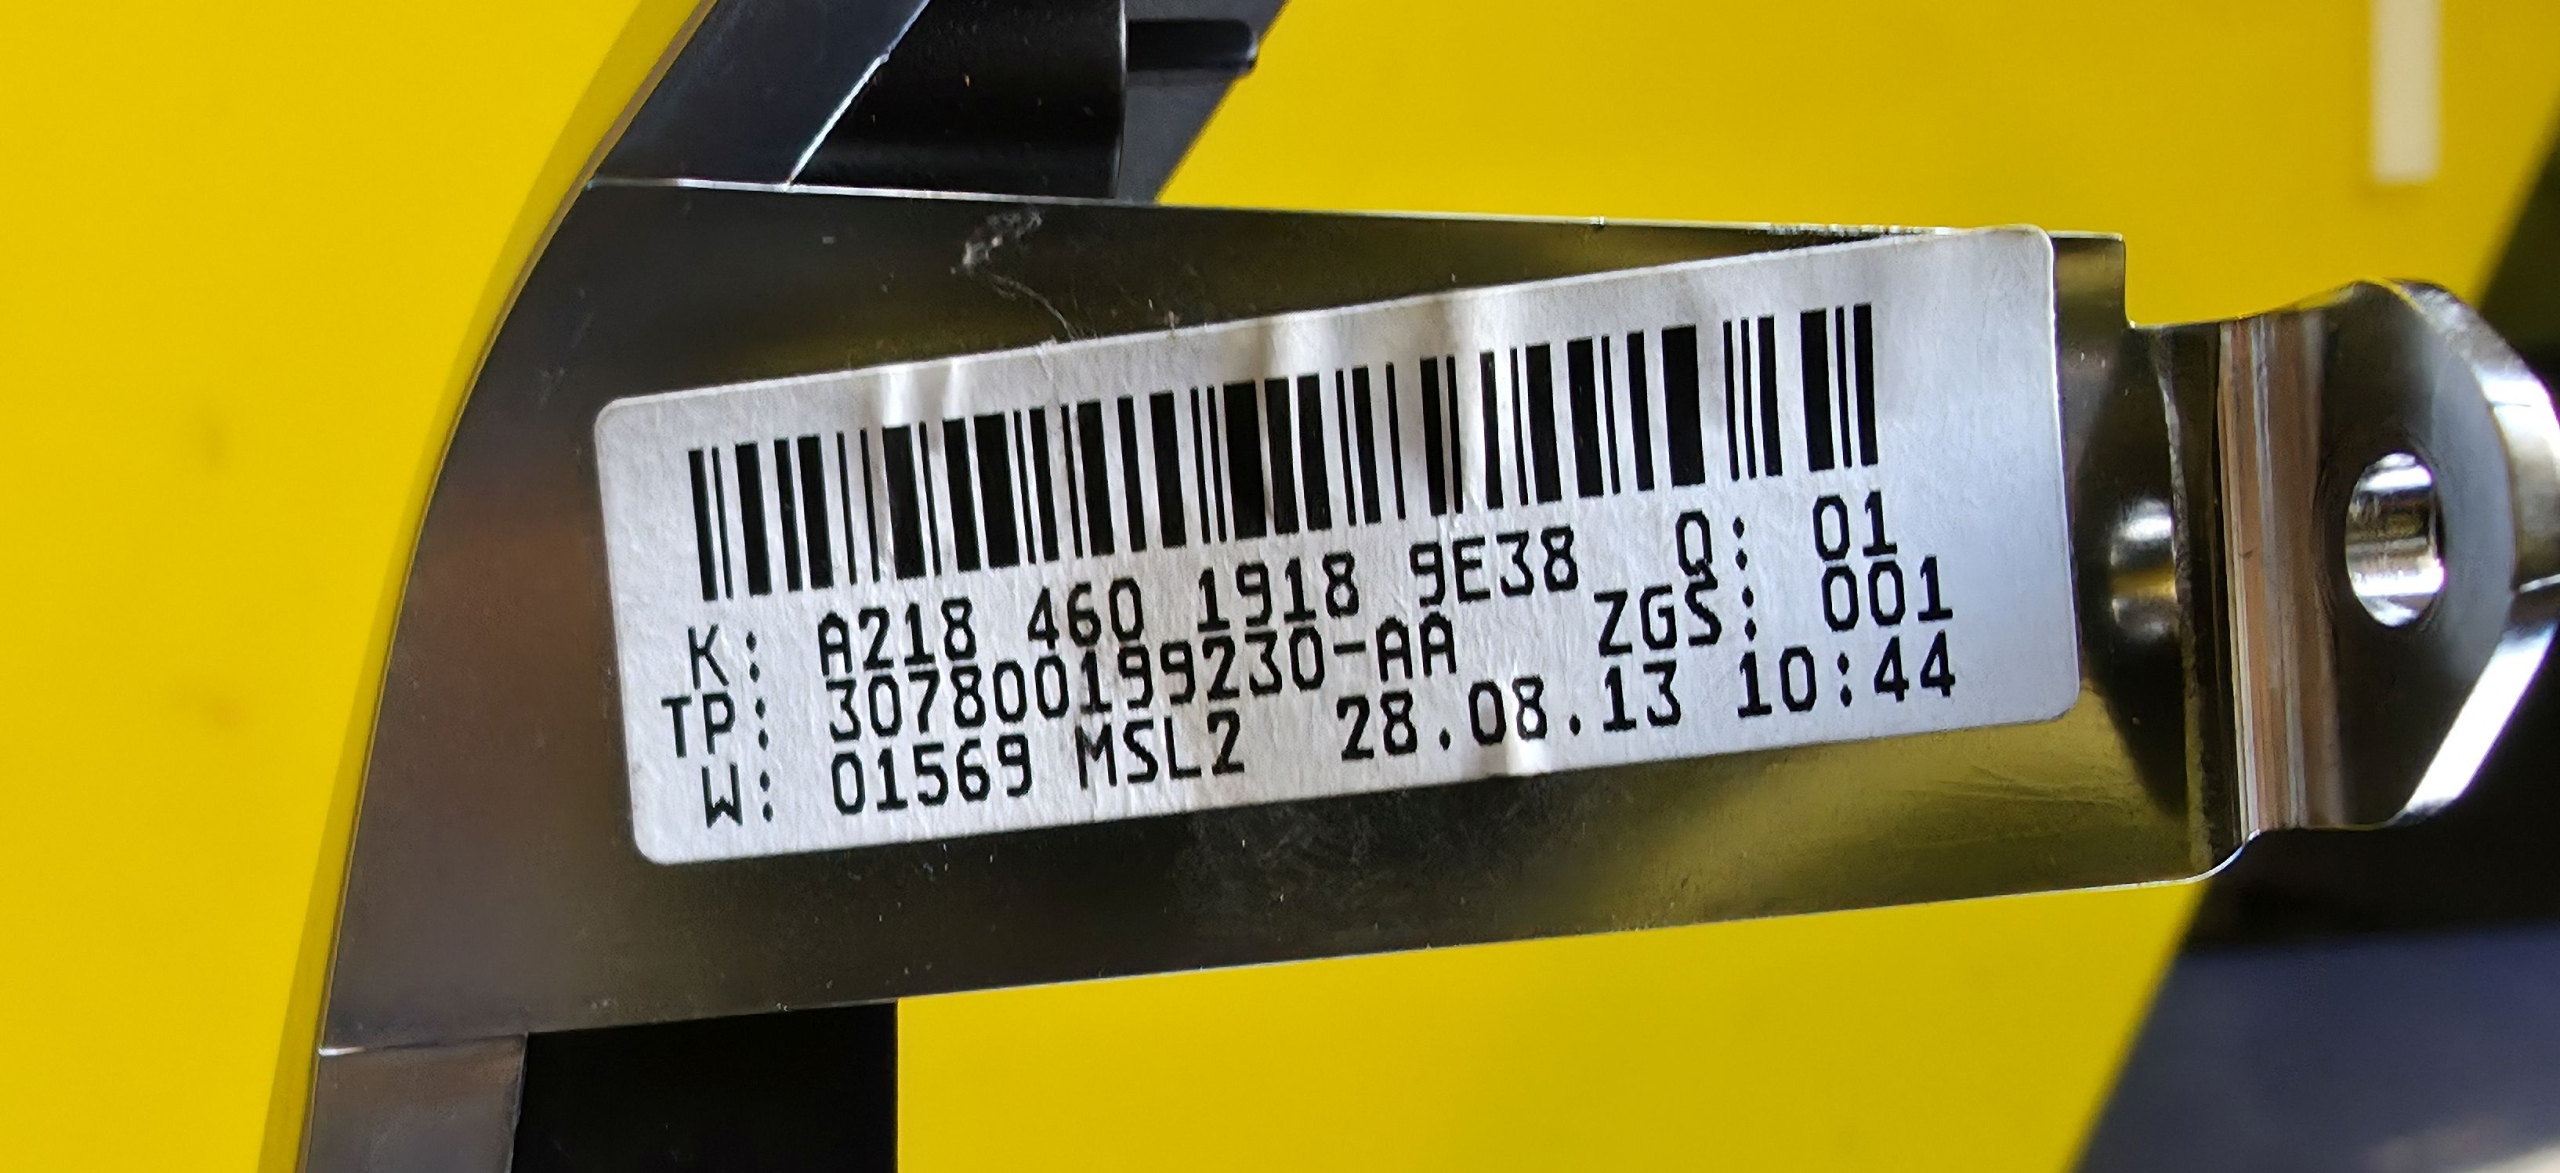 K: A218 460 1918 9E38 Q: 01
TP: 307800199230-AA ZGS: 001
W: 01569 MSL2 28.08.13 10:44